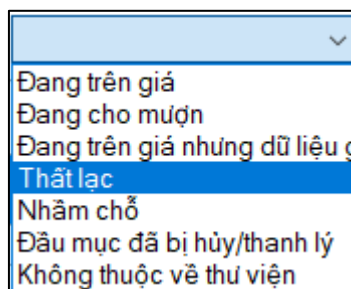 Đang trên giá
Đang cho mượn
Đang trên giá nhưng dữ liệu
Thất lạc
Nhầm chỗ
Đầu mục đã bị hủy/thanh lý
Không thuộc về thư viện